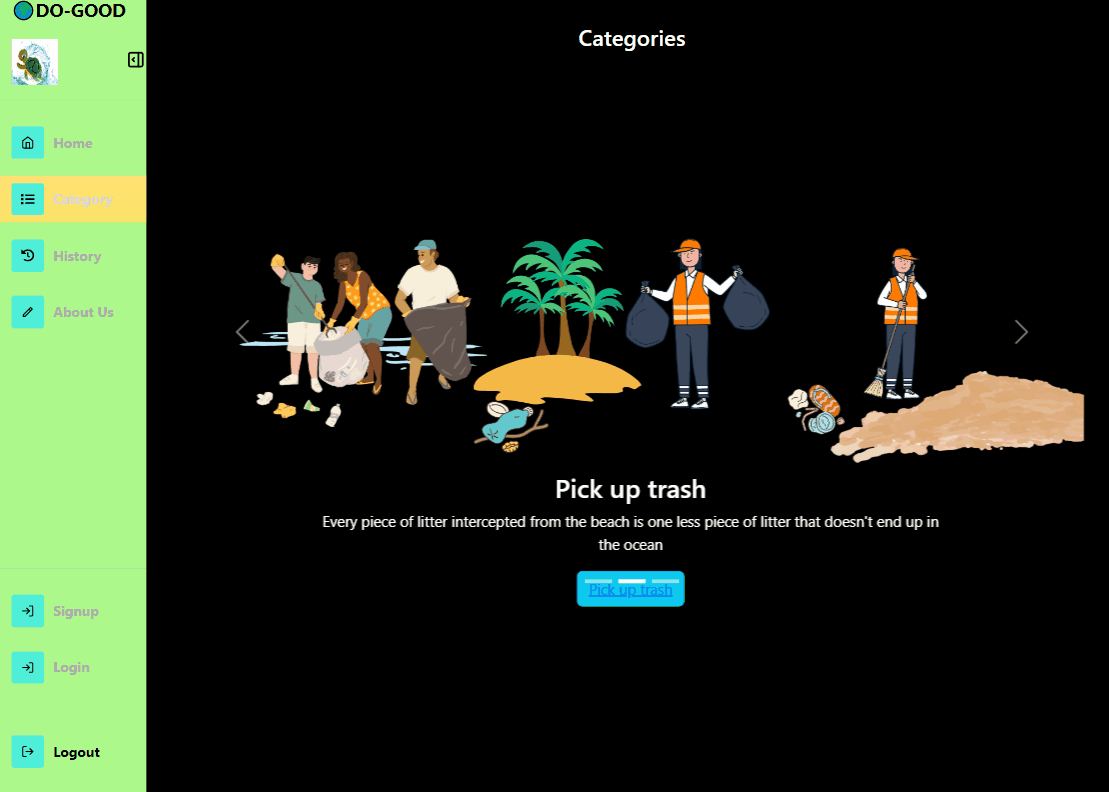 DO-GOOD
Home
Category
History
About Us
Signup
Login
Logout
Categories
Pick up trash
Every piece of litter intercepted from the beach is one less piece of litter that doesn't end up in
the ocean
Pick up trash